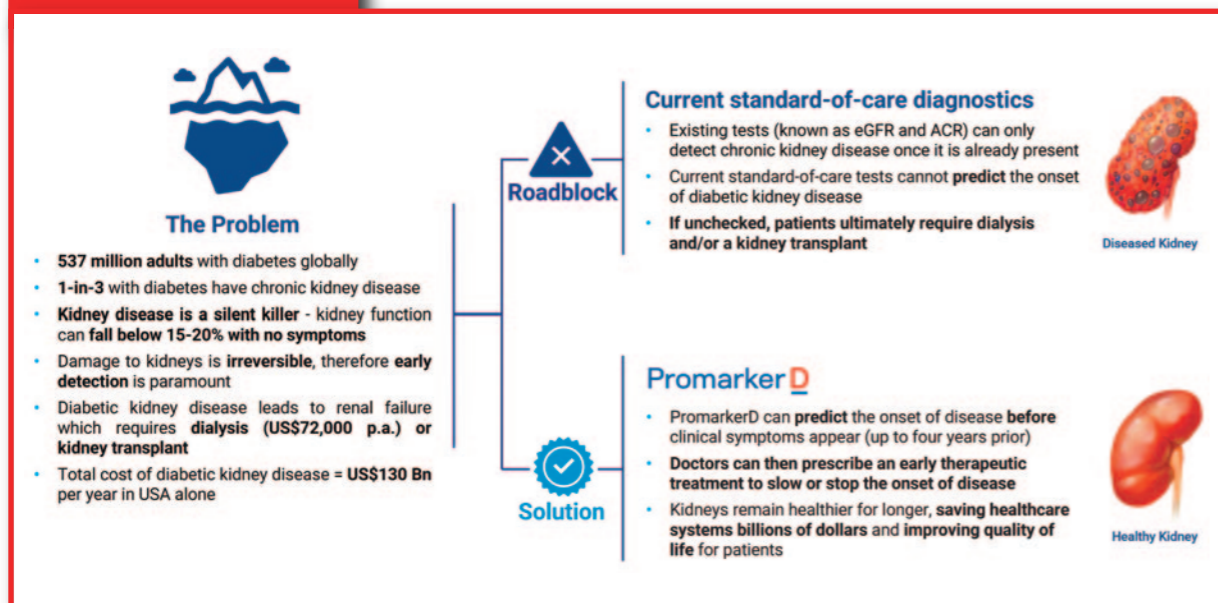 The Problem
• 537 million adults with diabetes globally
• 1-in-3 with diabetes have chronic kidney disease
• Kidney disease is a silent killer - kidney function
can fall below 15-20% with no symptoms
• Damage to kidneys is irreversible, therefore early
detection is paramount
• Diabetic kidney disease leads to renal failure
which requires dialysis (US$72,000 p.a.) or
kidney transplant
• Total cost of diabetic kidney disease = US$130 Bn
per year in USA alone
Roadblock
Current standard-of-care diagnostics
• Existing tests (known as eGFR and ACR) can only
detect chronic kidney disease once it is already present
• Current standard-of-care tests cannot predict the onset
of diabetic kidney disease
• If unchecked, patients ultimately require dialysis
and/or a kidney transplant
Diseased Kidney
Solution
PromarkerD
• PromarkerD can predict the onset of disease before
clinical symptoms appear (up to four years prior)
• Doctors can then prescribe an early therapeutic
treatment to slow or stop the onset of disease
• Kidneys remain healthier for longer, saving healthcare
systems billions of dollars and improving quality of
life for patients
Healthy Kidney